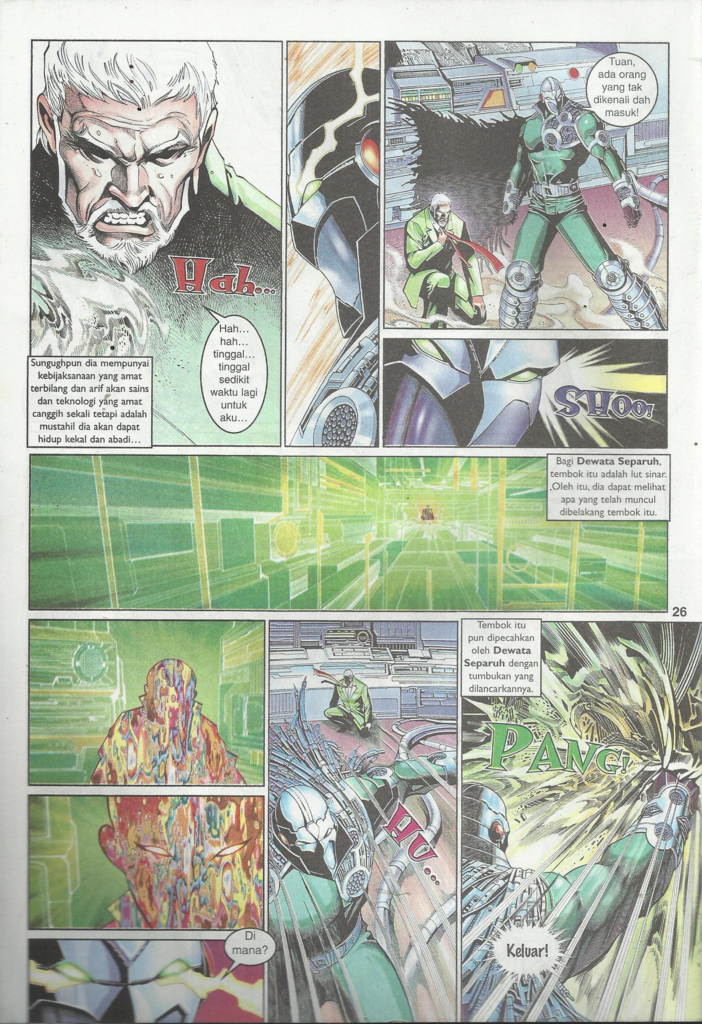 Hah...
Hah...
hah...
tinggal...
tinggal
sedikit
waktu lagi
untuk
aku...
Sungughpun dia mempunyai
kebijaksanaan yang amat
terbilang dan arif akan sains
dan teknologi yang amat
canggih sekali tetapi adalah
mustahil dia akan dapat
hidup kekal dan abadi...
Tuan,
ada orang
yang tak
dikenali dah
masuk!
SHOO!
Bagi Dewata Separuh,
tembok itu adalah lut sinar.
Oleh itu, dia dapat melihat
apa yang telah muncul
dibelakang tembok itu.
26
Di
mana?
HU...
Tembok itu
pun dipecahkan
oleh Dewata
Separuh dengan
tumbukan yang
dilancarkannya.
PANG!
Keluar!